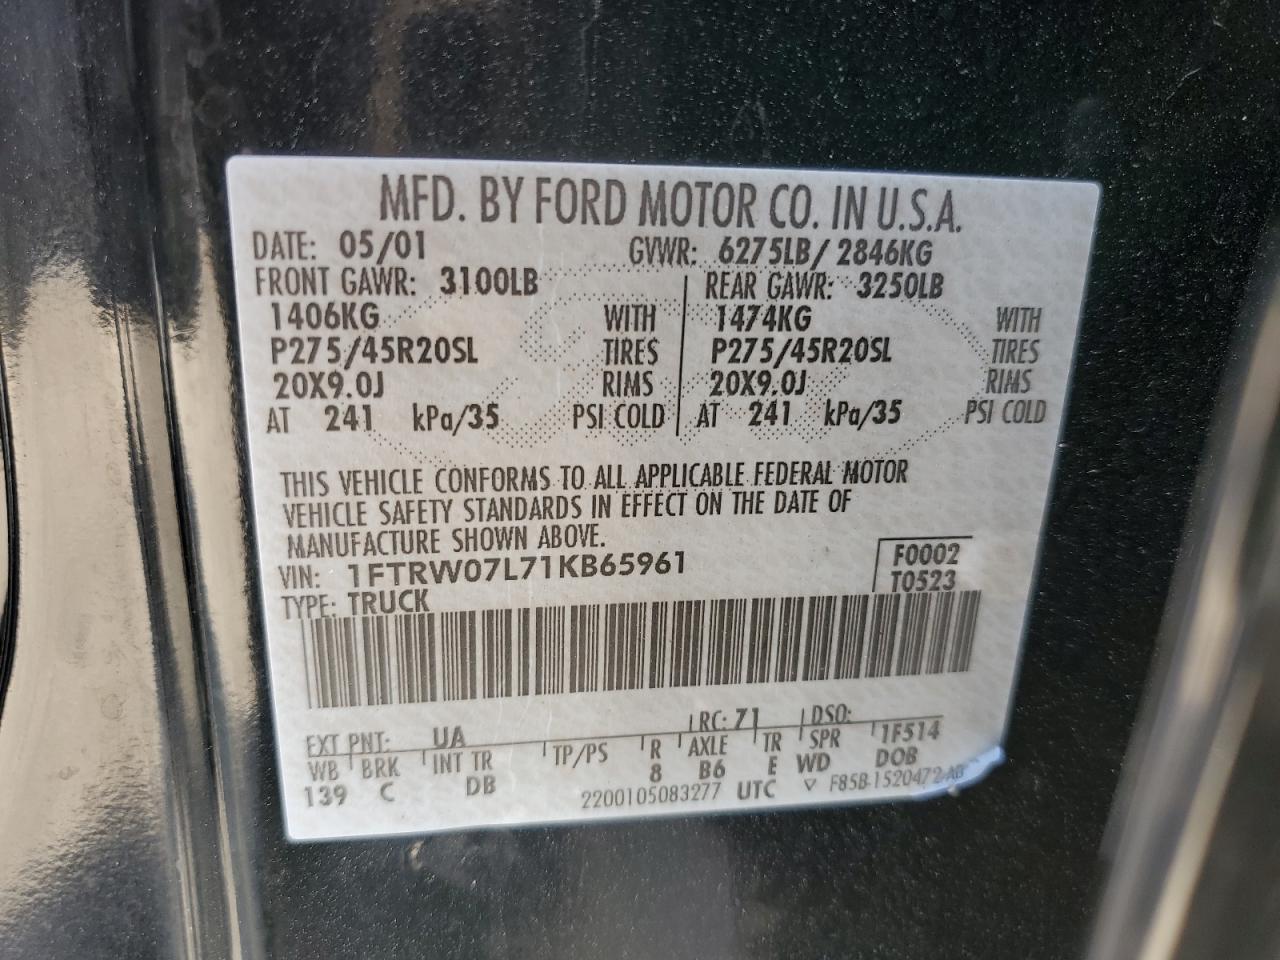 MFD. BY FORD MOTOR CO. IN U.S.A.
DATE: 05/01 GVWR: 6275LB/ 2846KG
FRONT GAWR: 3100LB REAR GAWR: 3250LB
1406KG WITH 1474KG WITH
P275/45R20SL TIRES P275/45R20SL TIRES
20X9.0J RIMS 20X9.0J RIMS
AT 241 kPa/35 PSI COLD AT 241 kPa/35 PSI COLD
THIS VEHICLE CONFORMS TO ALL APPLICABLE FEDERAL MOTOR
VEHICLE SAFETY STANDARDS IN EFFECT ON THE DATE OF
MANUFACTURE SHOWN ABOVE.
VIN: 1FTRW07L71KB65961 F0002
TYPE: TRUCK T0523
EXT PNT: UA RC: 71 DSO:
WB BRK INT TR TP/PS R AXLE TR SPR 1F514
139 C DB 8 B6 E WD DOB
2200105083277 UTC ▽ F85B-1520472-AB